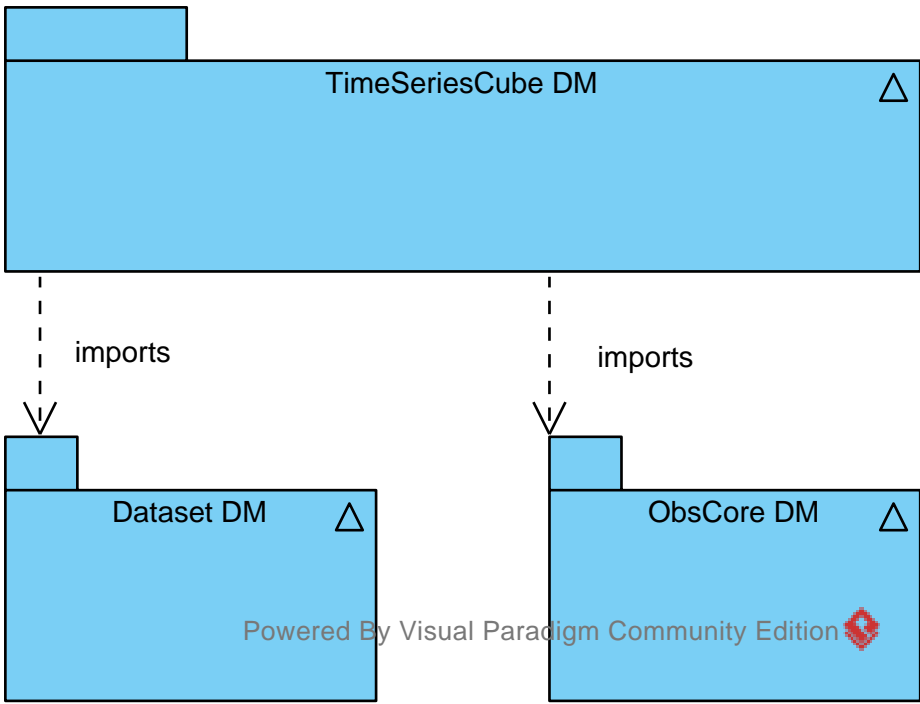 TimeSeriesCube DM
imports
imports
Dataset DM
ObsCore DM
Powered By Visual Paradigm Community Edition